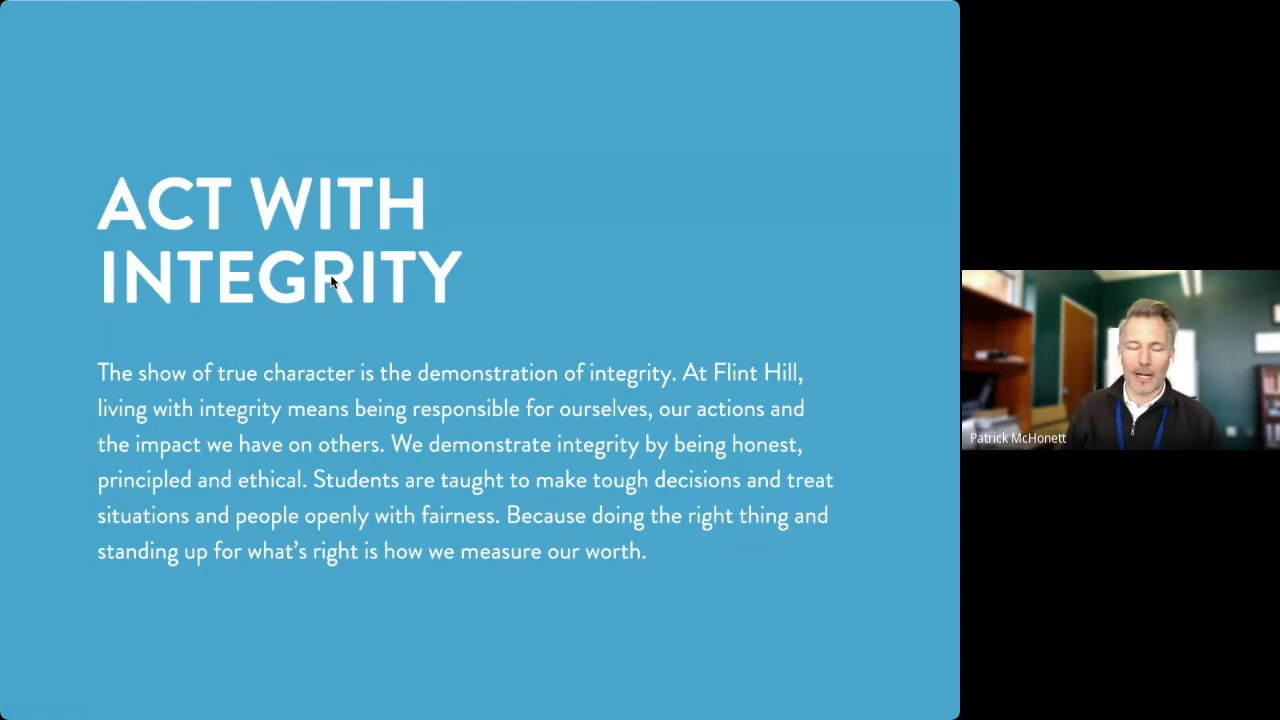 ACT WITH
INTEGRITY
The show of true character is the demonstration of integrity. At Flint Hill,
living with integrity means being responsible for ourselves, our actions and
the impact we have on others. We demonstrate integrity by being honest,
principled and ethical. Students are taught to make tough decisions and treat
situations and people openly with fairness. Because doing the right thing and
standing up for what’s right is how we measure our worth.
Patrick McHonett